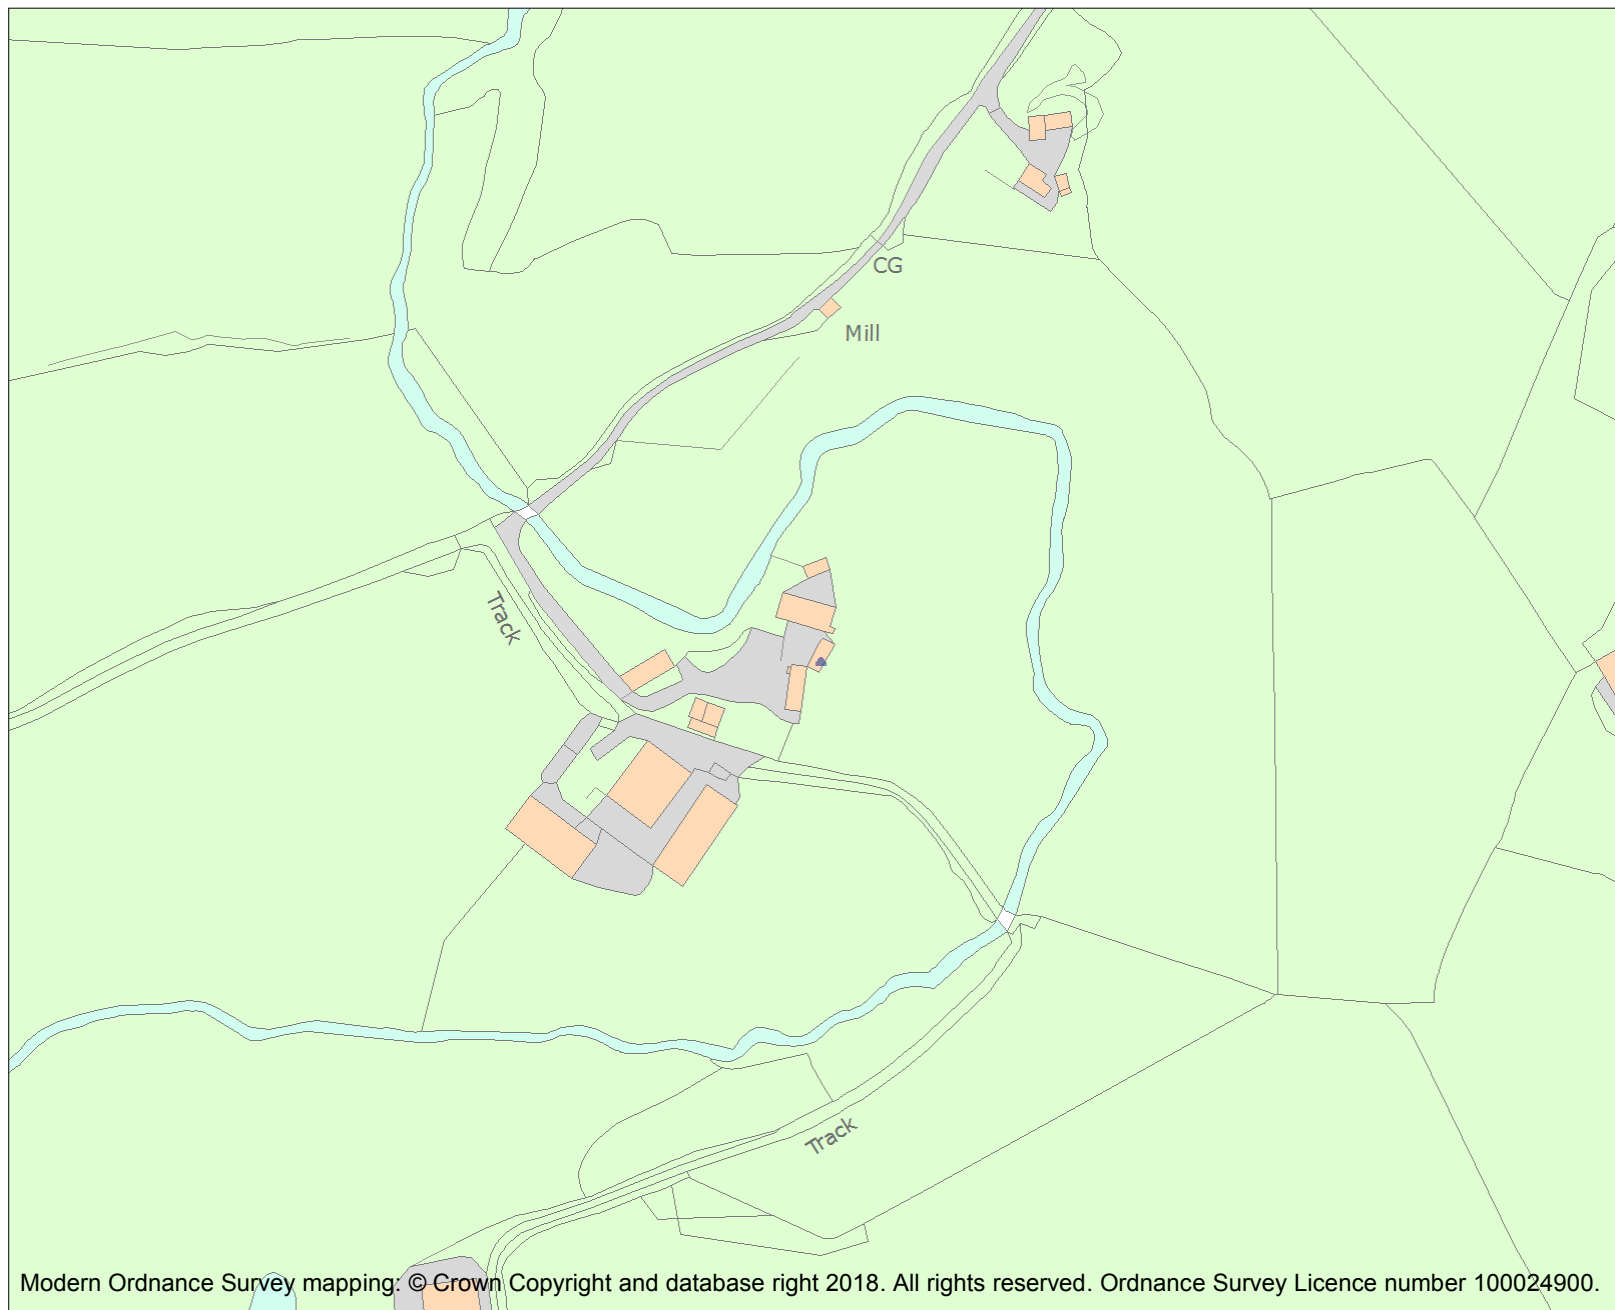 CG
Mill
Track
Track
Modern Ordnance Survey mapping: © Crown Copyright and database right 2018. All rights reserved. Ordnance Survey Licence number 100024900.